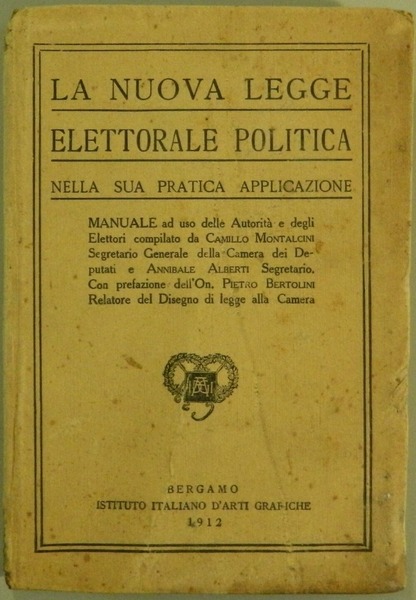 LA NUOVA LEGGE
ELETTORALE POLITICA
NELLA SUA PRATICA APPLICAZIONE
MANUALE ad uso delle Autorità e degli
Elettori compilato da CAMILLO MONTALCINI
Segretario Generale della Camera dei De-
putati e ANNIBALE ALBERTI Segretario.
Con prefazione dell'On. PIETRO BERTOLINI
Relatore del Disegno di legge alla Camera
BERGAMO
ISTITUTO ITALIANO D'ARTI GRAFICHE
1912